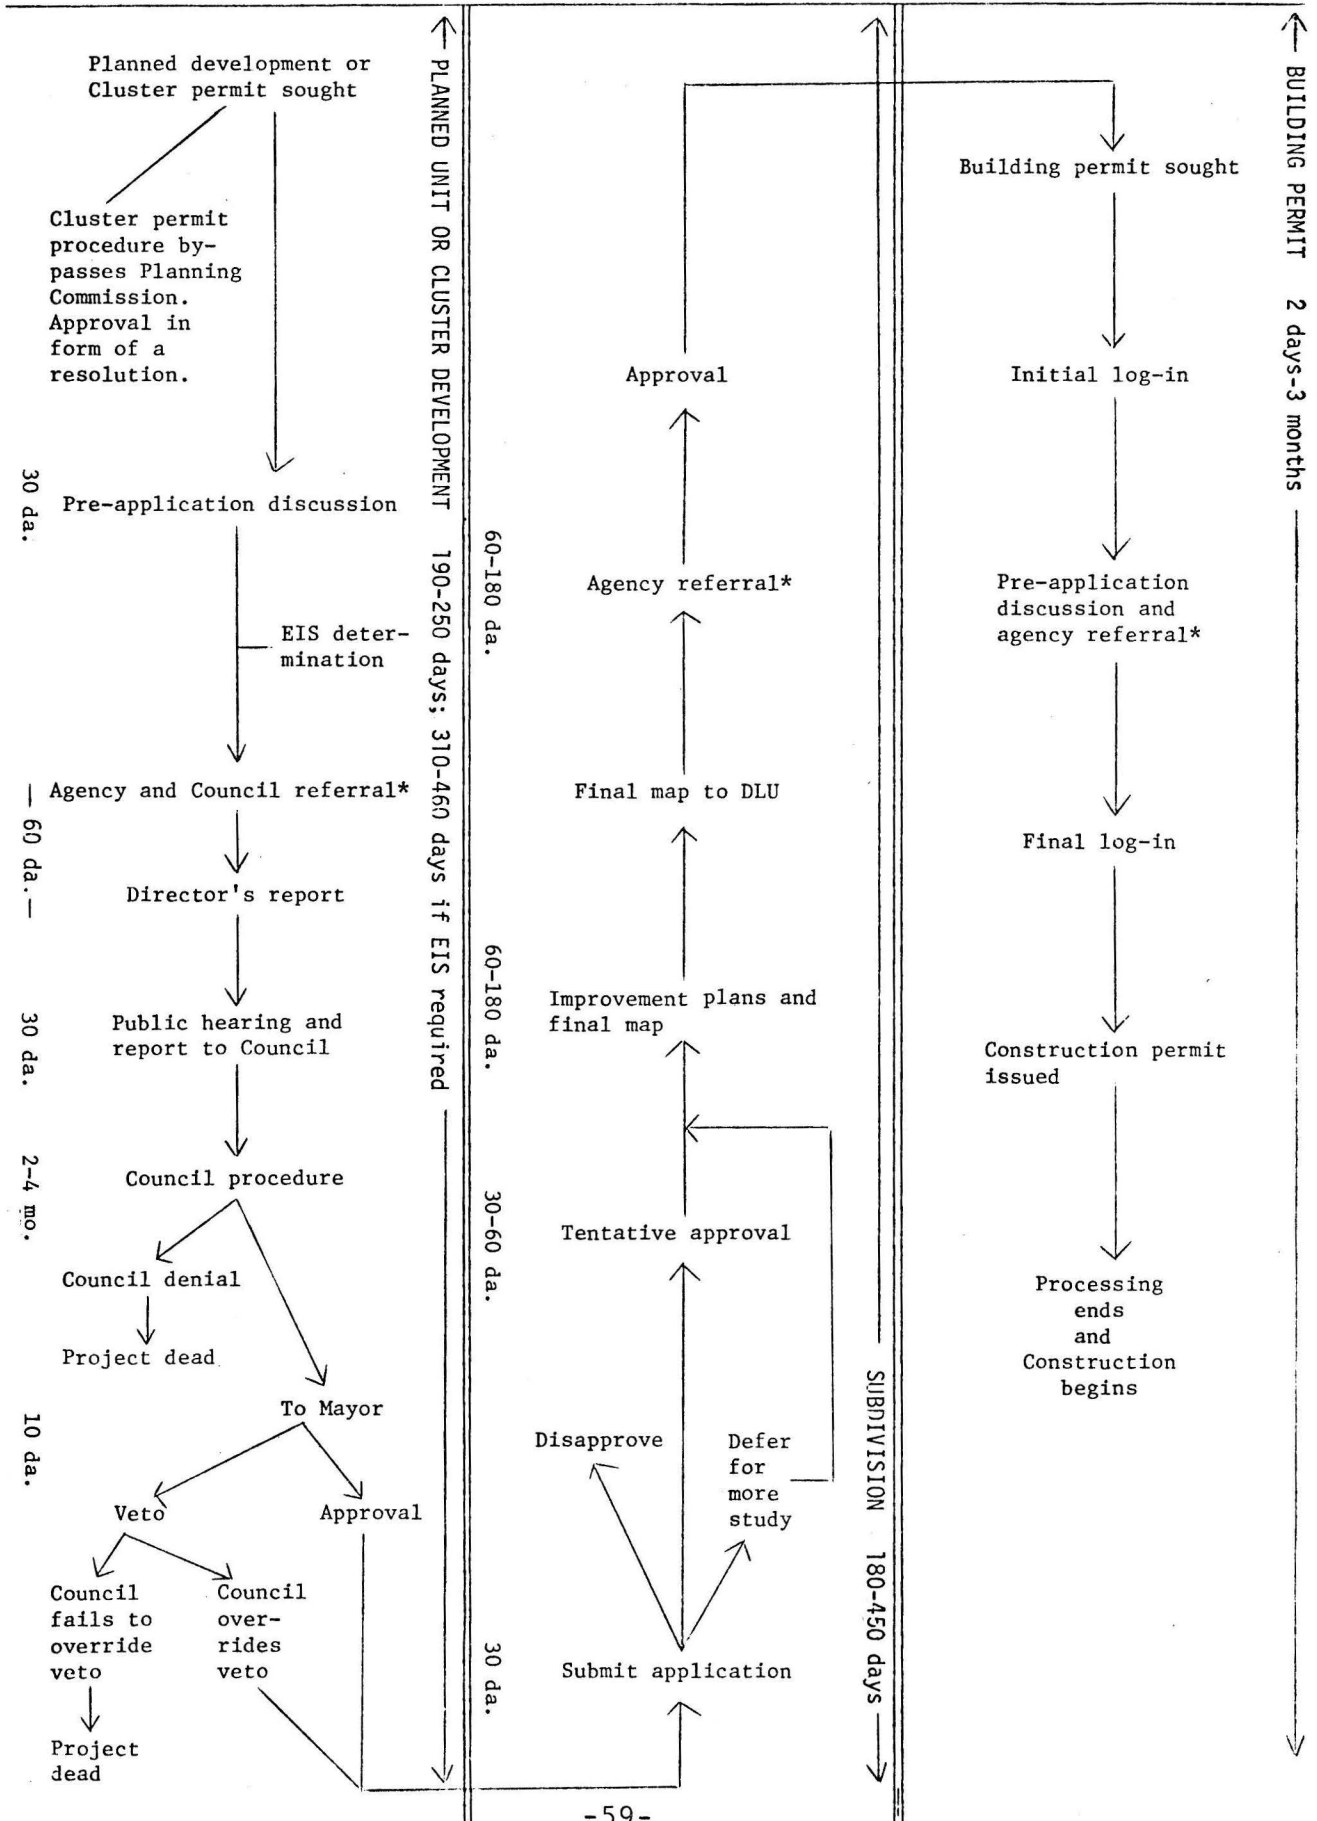 Planned development or
Cluster permit sought
Cluster permit
procedure by-
passes Planning
Commission.
Approval in
form of a
resolution.
30 da.
Pre-application discussion
EIS deter-
mination
Agency and Council referral*
— 60 da.—
Director's report
Public hearing and
report to Council
30 da.
Council procedure
2-4 mo.
Council denial
Project dead
To Mayor
10 da.
Veto
Approval
Council
fails to
override
veto
Council
over-
rides
veto
Project
dead
PLANNED UNIT OR CLUSTER DEVELOPMENT 190-250 days; 310-460 days if EIS required
Approval
60-180 da.
Agency referral*
Final map to DLU
60-180 da.
Improvement plans and
final map
30-60 da.
Tentative approval
Disapprove
Defer
for
more
study
30 da.
Submit application
SUBDIVISION 180-450 days
Building permit sought
Initial log-in
Pre-application
discussion and
agency referral*
Final log-in
Construction permit
issued
Processing
ends
and
Construction
begins
BUILDING PERMIT 2 days-3 months
-59-